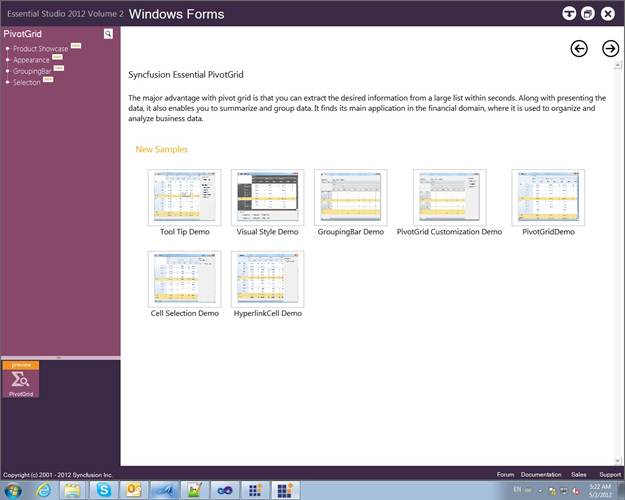 Essential Studio 2012 Volume 2 Windows Forms
PivotGrid
Product Showcase
Appearance
GroupingBar
Selection
Syncfusion Essential PivotGrid
The major advantage with pivot grid is that you can extract the desired information from a large list within seconds. Along with presenting the
data, it also enables you to summarize and group data. It finds its main application in the financial domain, where it is used to organize and
analyze business data.
New Samples
Tool Tip Demo
Visual Style Demo
GroupingBar Demo
PivotGrid Customization Demo
PivotGridDemo
Cell Selection Demo
HyperlinkCell Demo
preview
PivotGrid
Copyright (c) 2001 - 2012 Syncfusion Inc.
Forum Documentation Sales Support
EN
5:22 AM
5/2/2012